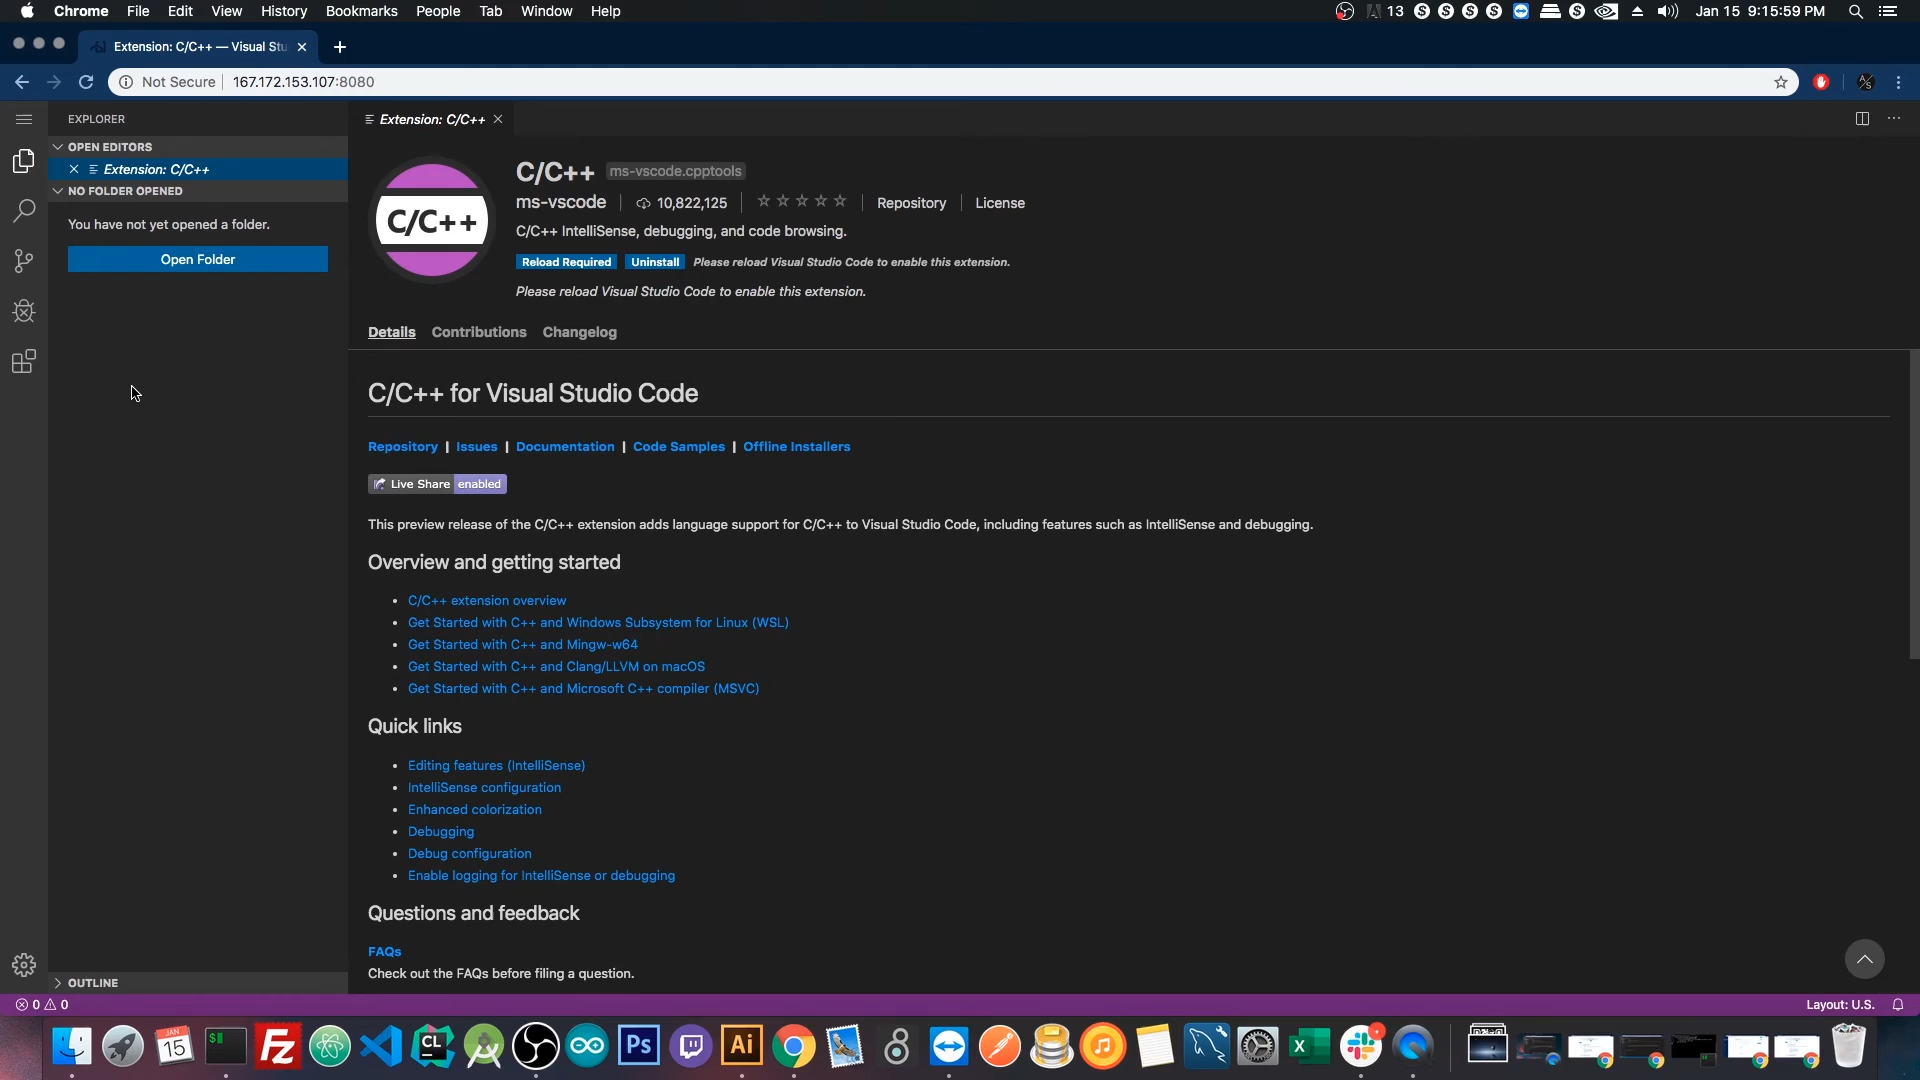 Chrome File Edit View History Bookmarks People Tab Window Help
13
Jan 15 9:15:59 PM
Extension: C/C++ — Visual Stu
Not Secure 167.172.153.107:8080
EXPLORER
OPEN EDITORS
Extension: C/C++
NO FOLDER OPENED
You have not yet opened a folder.
Open Folder
OUTLINE
Extension: C/C++
C/C++
C/C++ ms-vscode.cpptools
ms-vscode 10,822,125 Repository License
C/C++ IntelliSense, debugging, and code browsing.
Reload Required Uninstall Please reload Visual Studio Code to enable this extension.
Please reload Visual Studio Code to enable this extension.
Details Contributions Changelog
C/C++ for Visual Studio Code
Repository | Issues | Documentation | Code Samples | Offline Installers
Live Share enabled
This preview release of the C/C++ extension adds language support for C/C++ to Visual Studio Code, including features such as IntelliSense and debugging.
Overview and getting started
C/C++ extension overview
Get Started with C++ and Windows Subsystem for Linux (WSL)
Get Started with C++ and Mingw-w64
Get Started with C++ and Clang/LLVM on macOS
Get Started with C++ and Microsoft C++ compiler (MSVC)
Quick links
Editing features (IntelliSense)
IntelliSense configuration
Enhanced colorization
Debugging
Debug configuration
Enable logging for IntelliSense or debugging
Questions and feedback
FAQs
Check out the FAQs before filing a question.
0 0
Layout: U.S.
JAN
15
$
CL
Ps
Ai
X